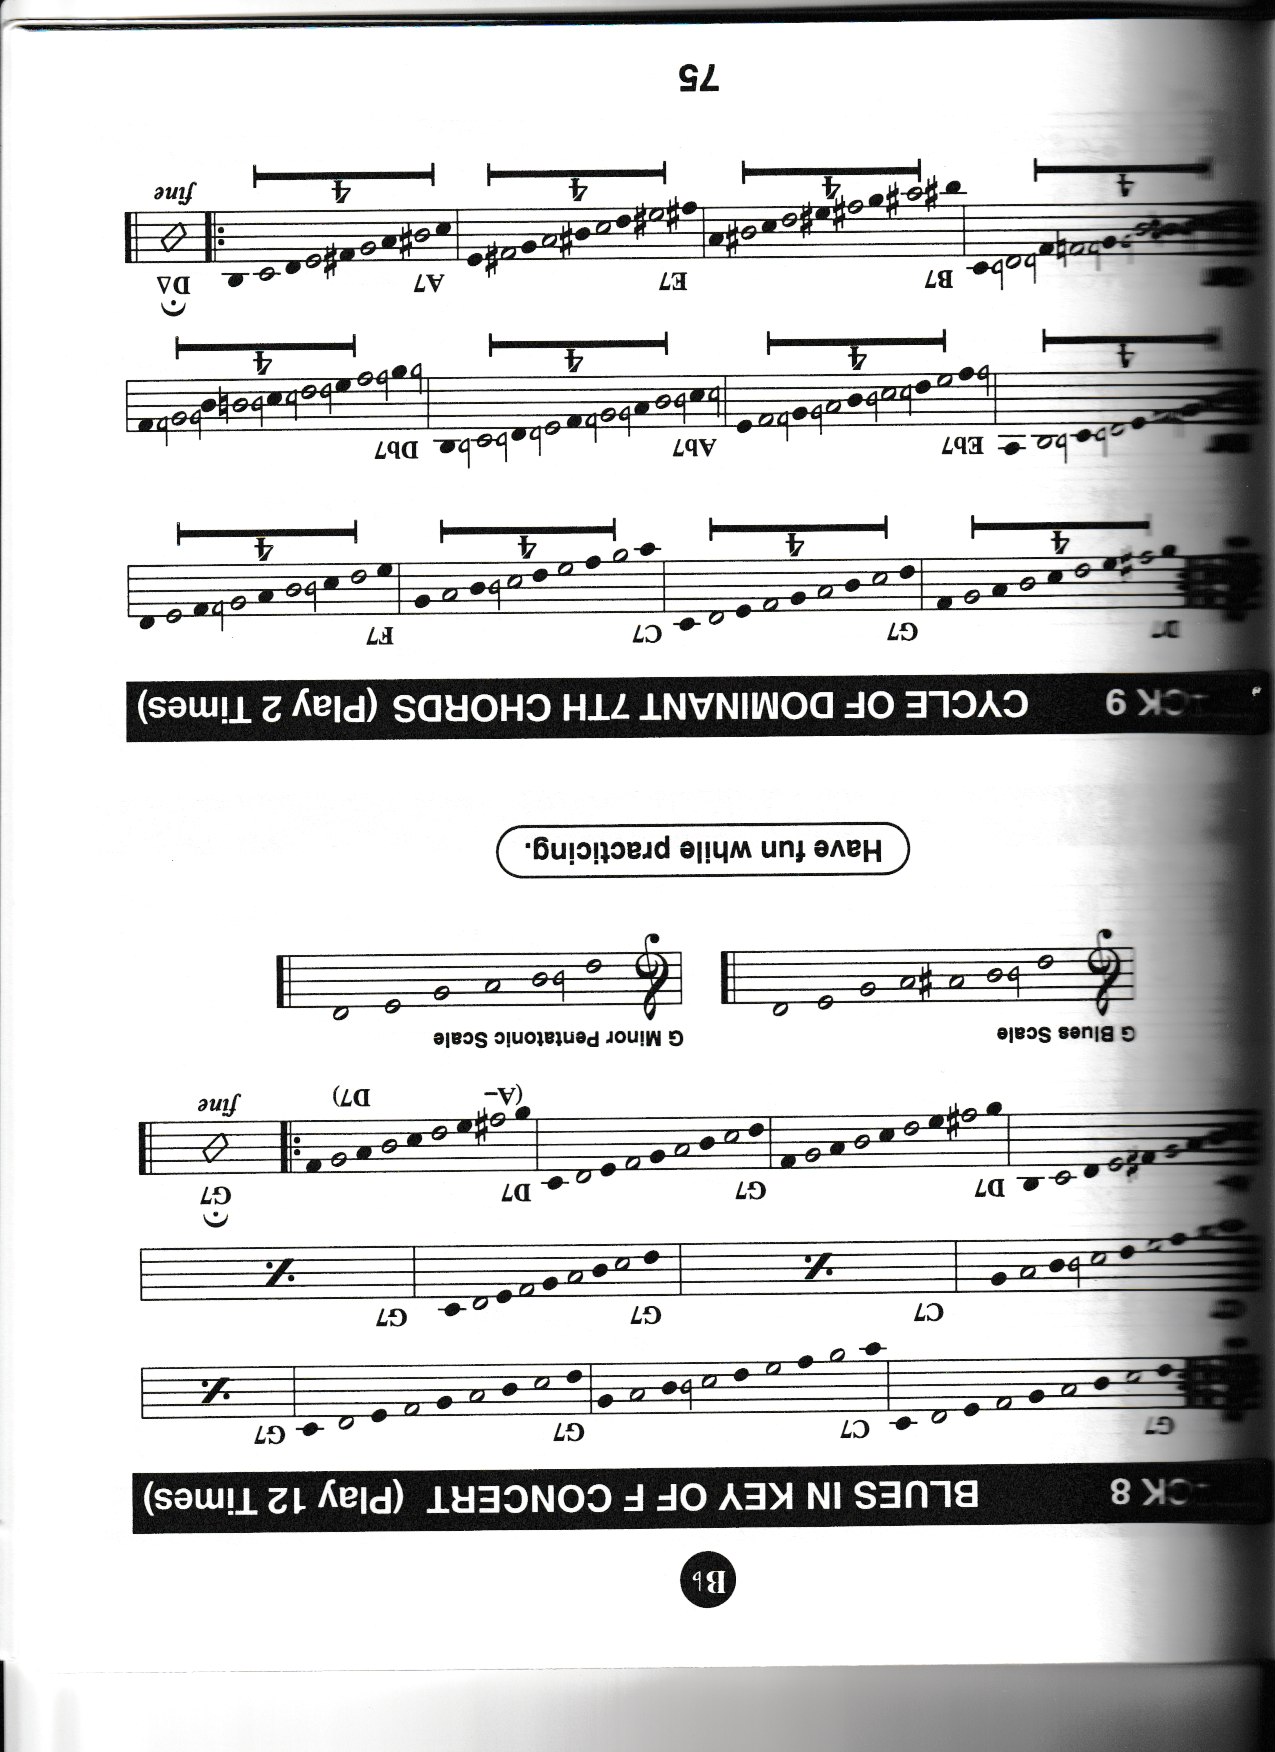 B♭
CK 8 BLUES IN KEY OF F CONCERT (Play 12 Times)
G7 C7 G7 G7
C7 G7 G7
D7 G7 D7 G7
(A– D7) fine
G Blues Scale G Minor Pentatonic Scale
Have fun while practicing.
CK 9 CYCLE OF DOMINANT 7TH CHORDS (Play 2 Times)
D7 G7 C7 F7
4 4 4 4
Eb7 Ab7 Db7
4 4 4 4
B7 E7 A7 DΔ
4 4 4 4 fine
75